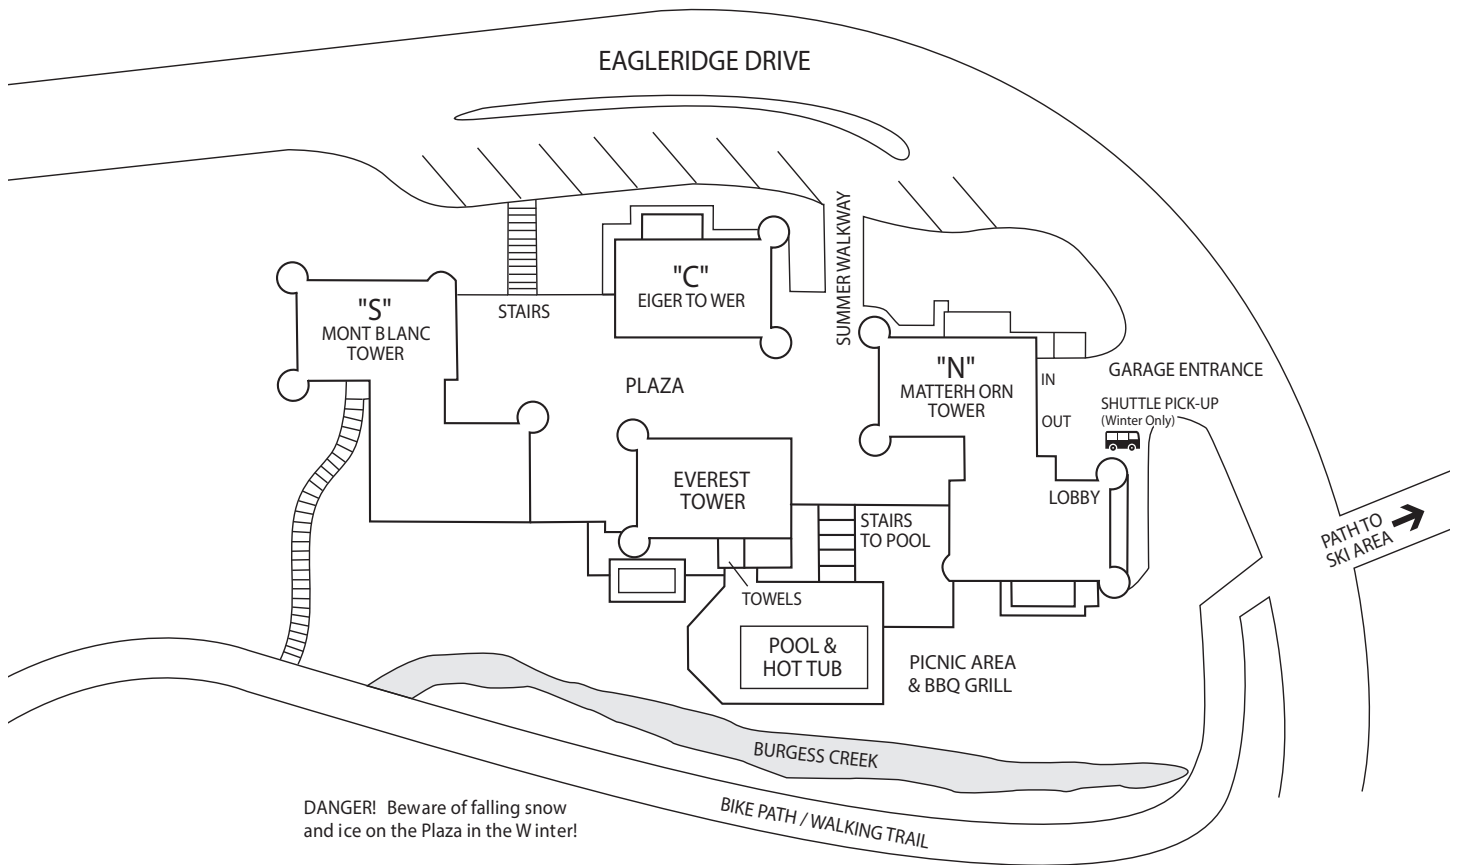 EAGLERIDGE DRIVE
SUMMER WALKWAY
"C"
EIGER TO WER
"S"
MONT B LANC
TOWER
STAIRS
PLAZA
"N"
MATTERH ORN
TOWER
IN
OUT
GARAGE ENTRANCE
SHUTTLE PICK-UP
(Winter Only)
EVEREST
TOWER
LOBBY
STAIRS
TO POOL
PATH TO
SKI AREA
TOWELS
POOL &
HOT TUB
PICNIC AREA
& BBQ GRILL
BURGESS CREEK
BIKE PATH / WALKING TRAIL
DANGER! Beware of falling snow
and ice on the Plaza in the W inter!